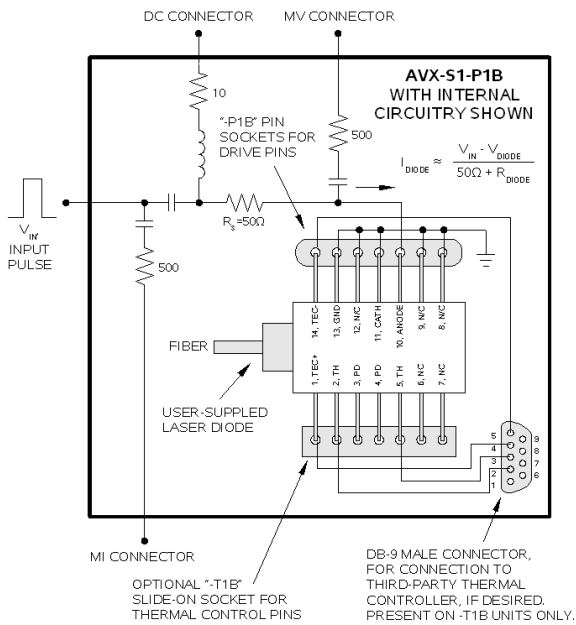 DC CONNECTOR
MV CONNECTOR
AVX-S1-P1B
WITH INTERNAL
CIRCUITRY SHOWN
10
"-P1B" PIN
SOCKETS FOR
DRIVE PINS
500
I DIODE ≈ V IN - V DIODE
50Ω + R DIODE
V IN,
INPUT
PULSE
R S =50Ω
500
14, TEC-
13, GND
12, N/C
11, CATH
10, ANODE
9, N/C
8, N/C
FIBER
1, TEC+
2, TH
3, PD
4, PD
5, TH
6, NC
7, NC
USER-SUPPLED
LASER DIODE
5
4
3
2
1
9
8
7
6
MI CONNECTOR
OPTIONAL "-T1B"
SLIDE-ON SOCKET FOR
THERMAL CONTROL PINS
DB-9 MALE CONNECTOR,
FOR CONNECTION TO
THIRD-PARTY THERMAL
CONTROLLER, IF DESIRED.
PRESENT ON -T1B UNITS ONLY.